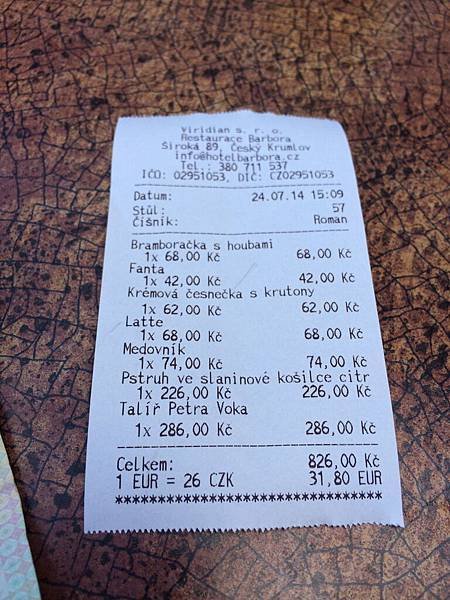 Viridian s. r. o.
Restaurace Barbora
Široká 89, Český Krumlov
info@hotelbarbora.cz
Tel.: 380 711 537
IČO: 02951053, DIČ: CZ02951053
Datum: 24.07.14 15:09
Stůl: 57
Číšník: Roman
Bramboračka s houbami
1x 68,00 Kč 68,00 Kč
Fanta
1x 42,00 Kč 42,00 Kč
Krémová česnečka s krutony
1x 62,00 Kč 62,00 Kč
Latte
1x 68,00 Kč 68,00 Kč
Medovník
1x 74,00 Kč 74,00 Kč
Pstruh ve slaninové košilce citr
1x 226,00 Kč 226,00 Kč
Talíř Petra Voka
1x 286,00 Kč 286,00 Kč
Celkem: 826,00 Kč
1 EUR = 26 CZK 31,80 EUR
**********************************